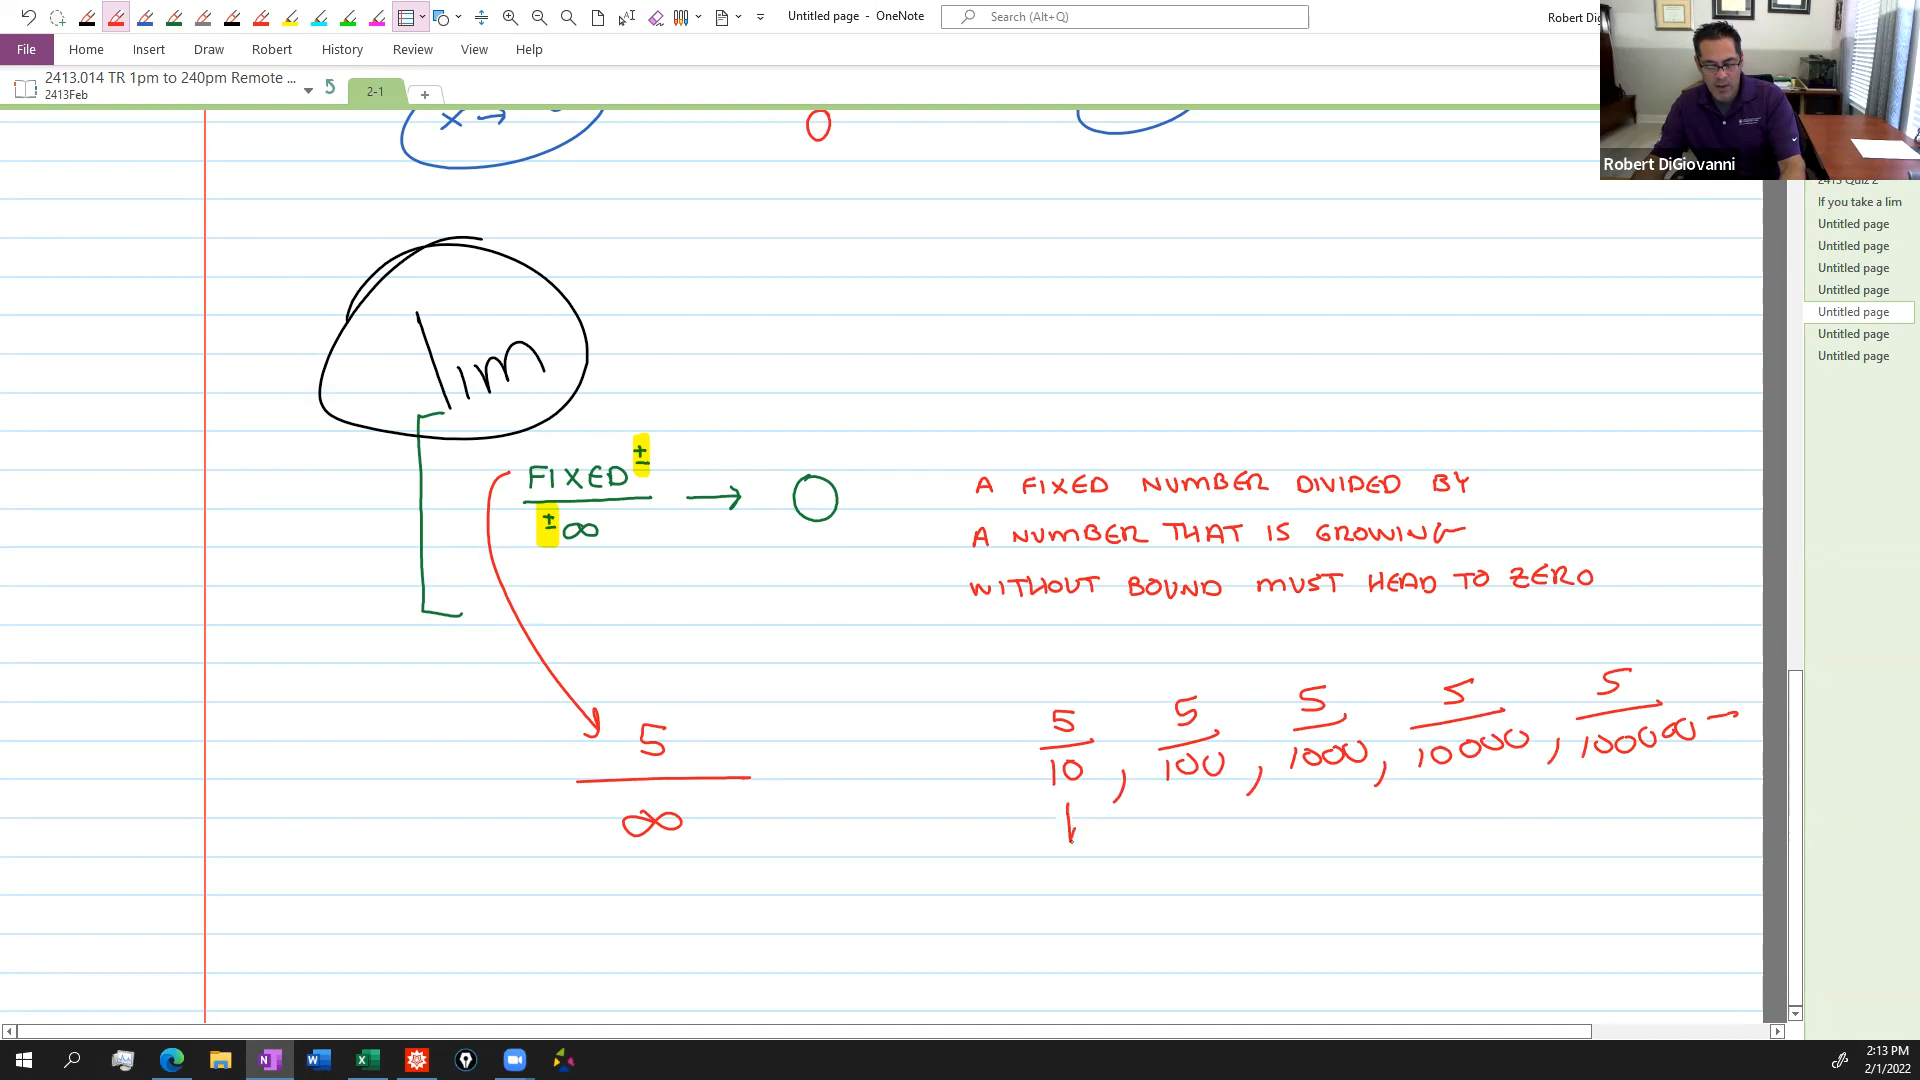 Untitled page - OneNote
Search (Alt+Q)
Robert Di
File Home Insert Draw Robert History Review View Help
2413.014 TR 1pm to 240pm Remote ...
2413Feb
2-1
Robert DiGiovanni
If you take a lim
Untitled page
Untitled page
Untitled page
Untitled page
Untitled page
Untitled page
Untitled page
x →
0
lim
FIXED ±
± ∞
→ 0
A FIXED NUMBER DIVIDED BY
A NUMBER THAT IS GROWING
WITHOUT BOUND MUST HEAD TO ZERO
5
∞
5 5 5 5 5
10 , 100 , 1000 , 10000 , 100000
2:13 PM
2/1/2022